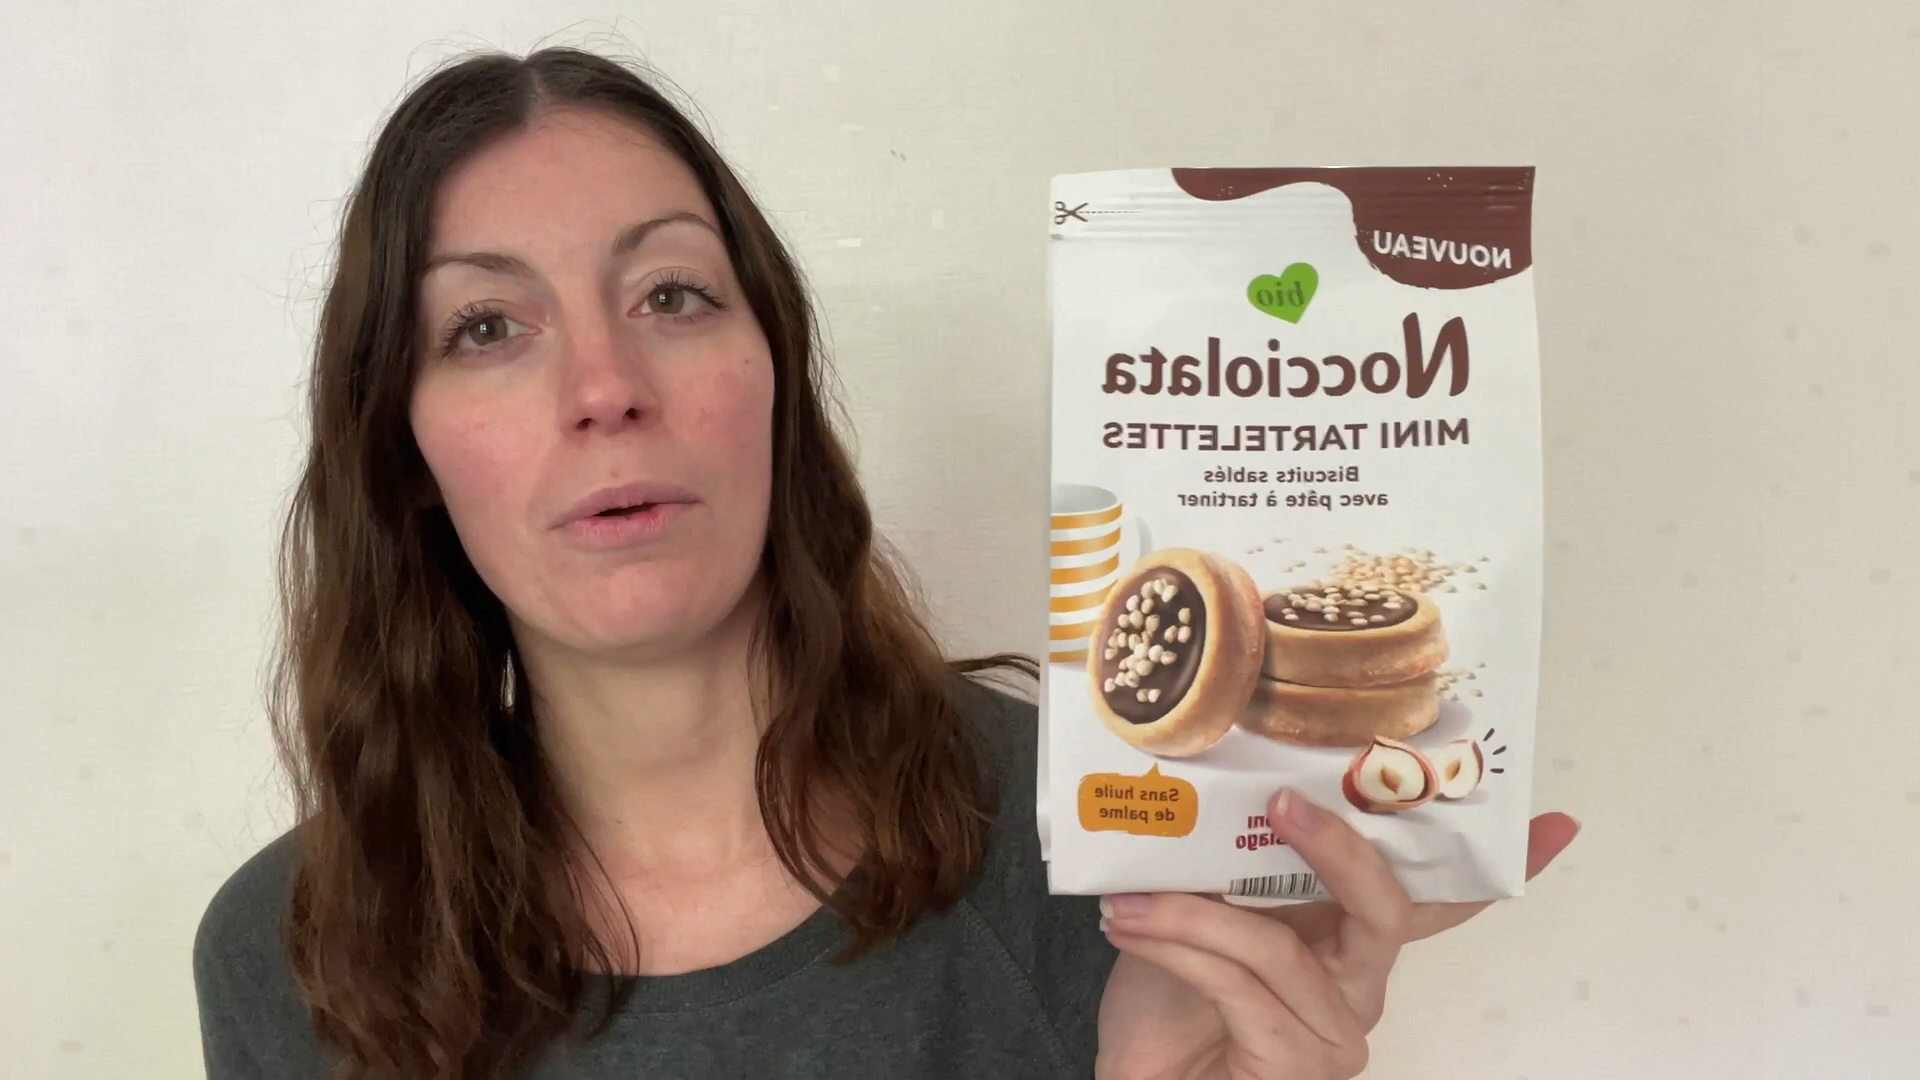 NOUVEAU
bio
Nocciolata
MINI TARTELETTES
Biscuits sablés
avec pâte à tartiner
Sans huile
de palme